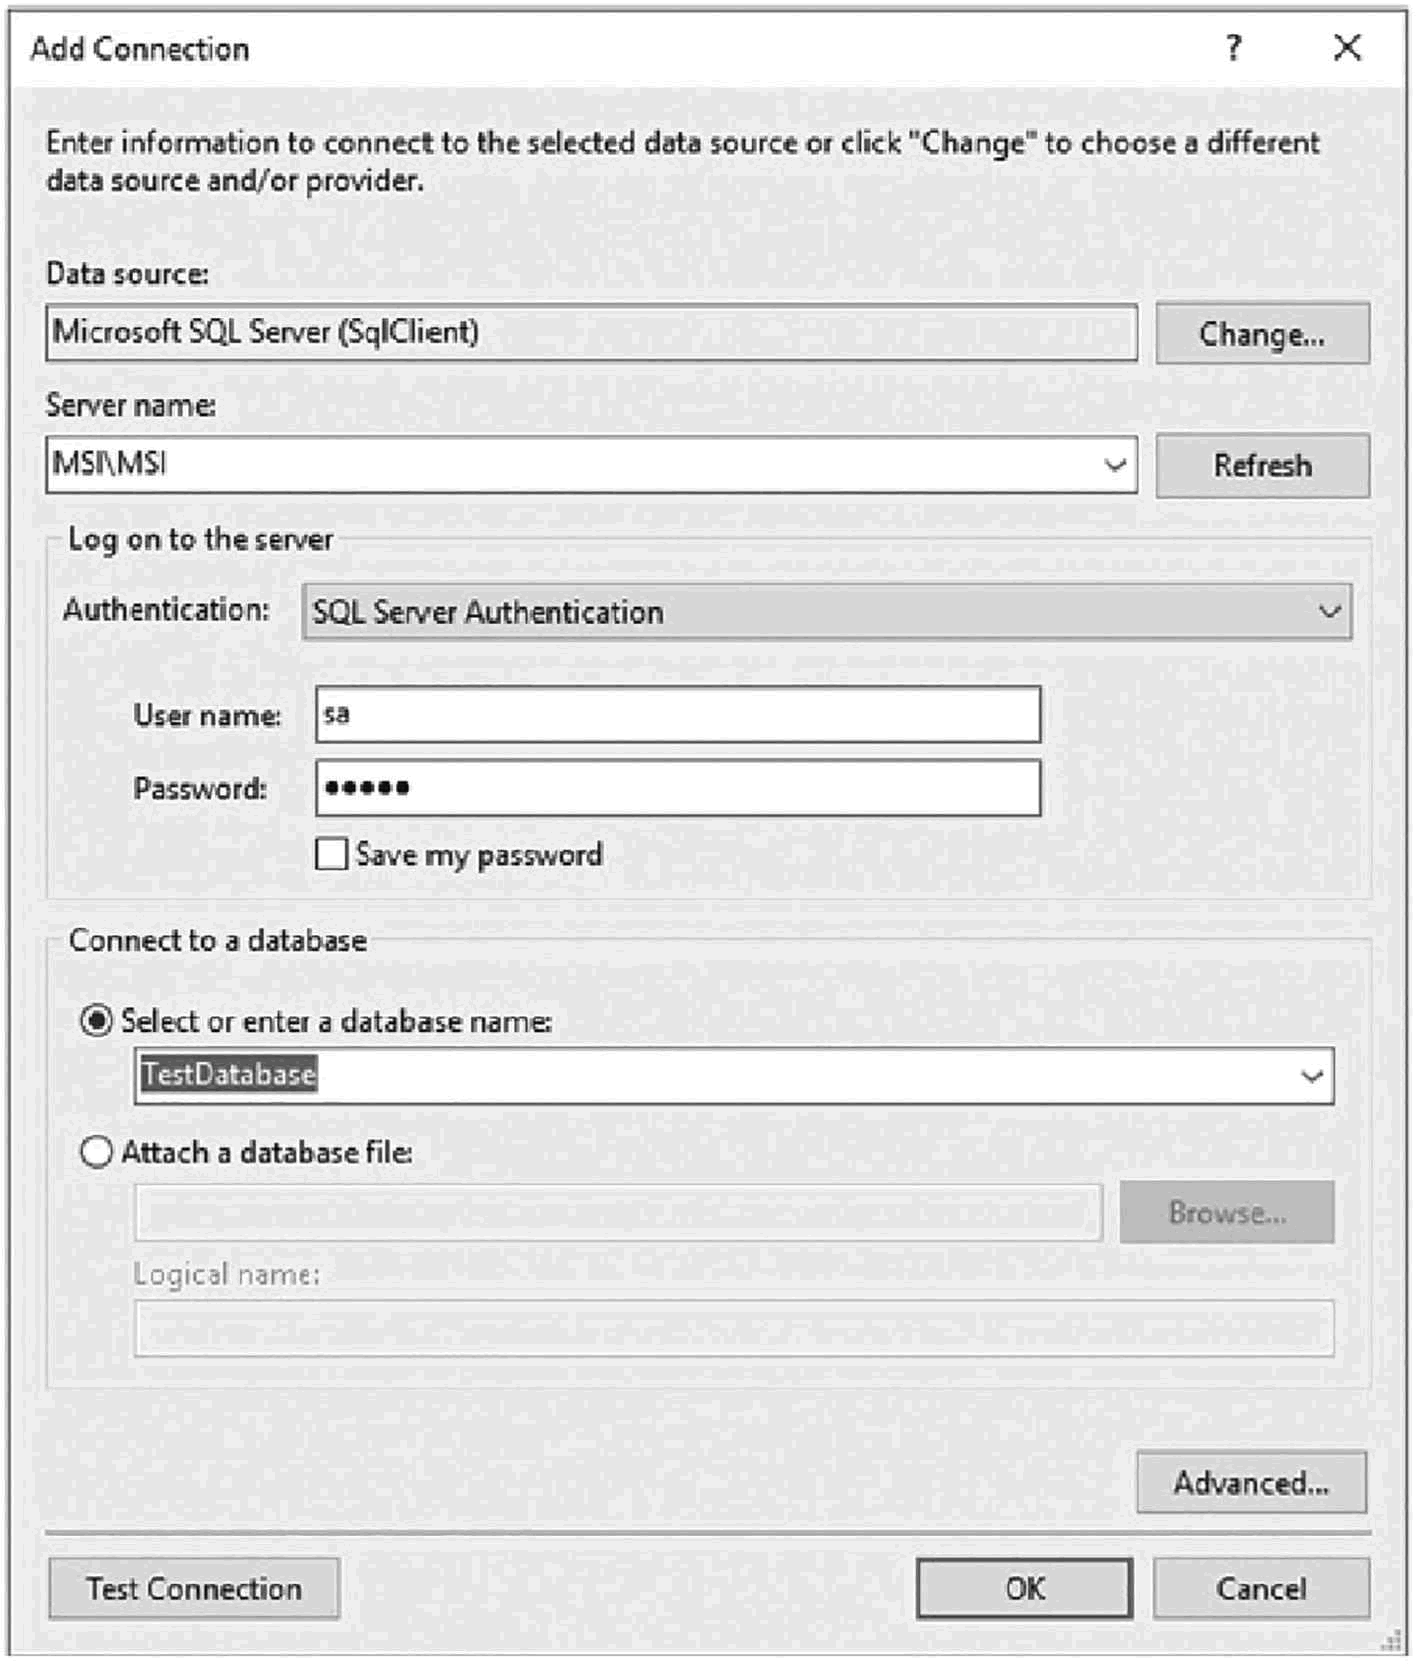 Add Connection
?
Enter information to connect to the selected data source or click "Change" to choose a different
data source and/or provider.
Data source:
Microsoft SQL Server (SqlClient)
Change...
Server name:
MSI\MSI
Refresh
Log on to the server
Authentication:
SQL Server Authentication
User name:
sa
Password:
•••••
Save my password
Connect to a database
Select or enter a database name:
TestDatabase
Attach a database file:
Browse...
Logical name:
Advanced...
Test Connection
OK
Cancel